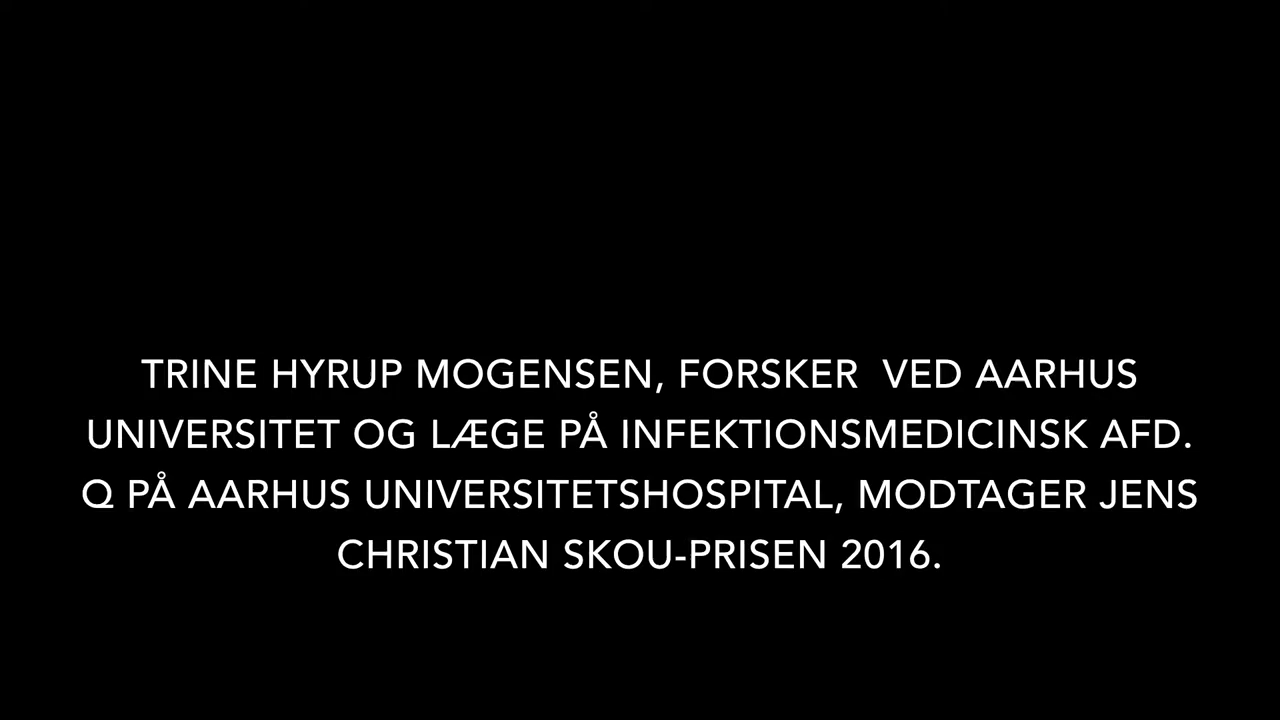 TRINE HYRUP MOGENSEN, FORSKER  VED AARHUS
UNIVERSITET OG LÆGE PÅ INFEKTIONSMEDICINSK AFD.
Q PÅ AARHUS UNIVERSITETSHOSPITAL, MODTAGER JENS
CHRISTIAN SKOU-PRISEN 2016.